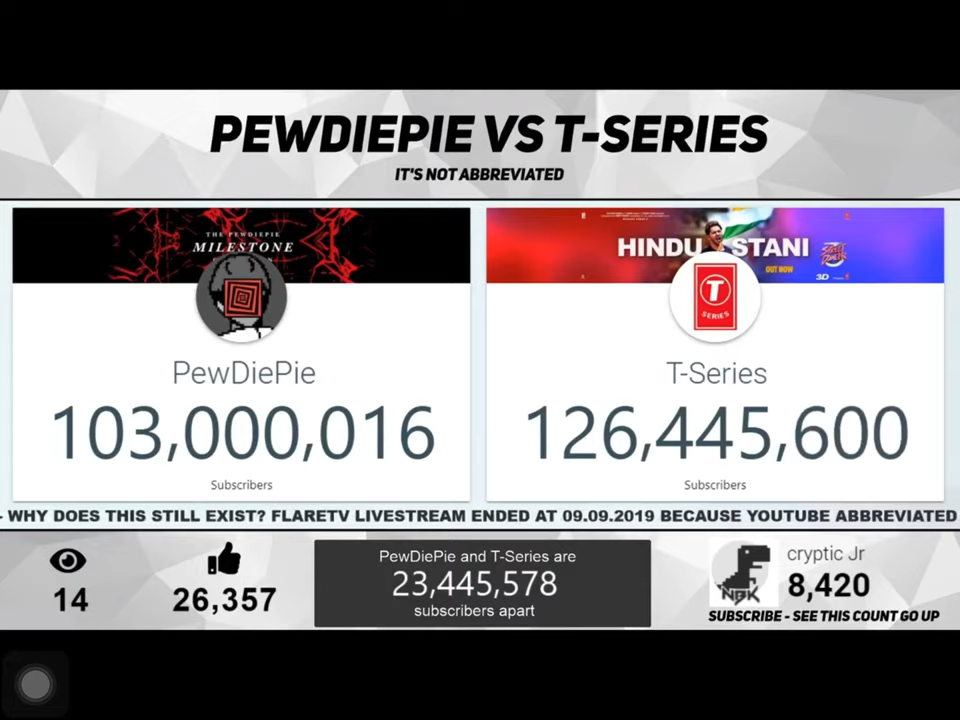 PEWDIEPIE VS T-SERIES
IT'S NOT ABBREVIATED
THE PEWDIEPIE
MILESTONE
HINDUSTANI
OUT NOW
3D
T
SERIES
PewDiePie
T-Series
103,000,016
126,445,600
Subscribers
Subscribers
- WHY DOES THIS STILL EXIST? FLARETV LIVESTREAM ENDED AT 09.09.2019 BECAUSE YOUTUBE ABBREVIATED
14
26,357
PewDiePie and T-Series are
23,445,578
subscribers apart
NBK
cryptic Jr
8,420
SUBSCRIBE - SEE THIS COUNT GO UP